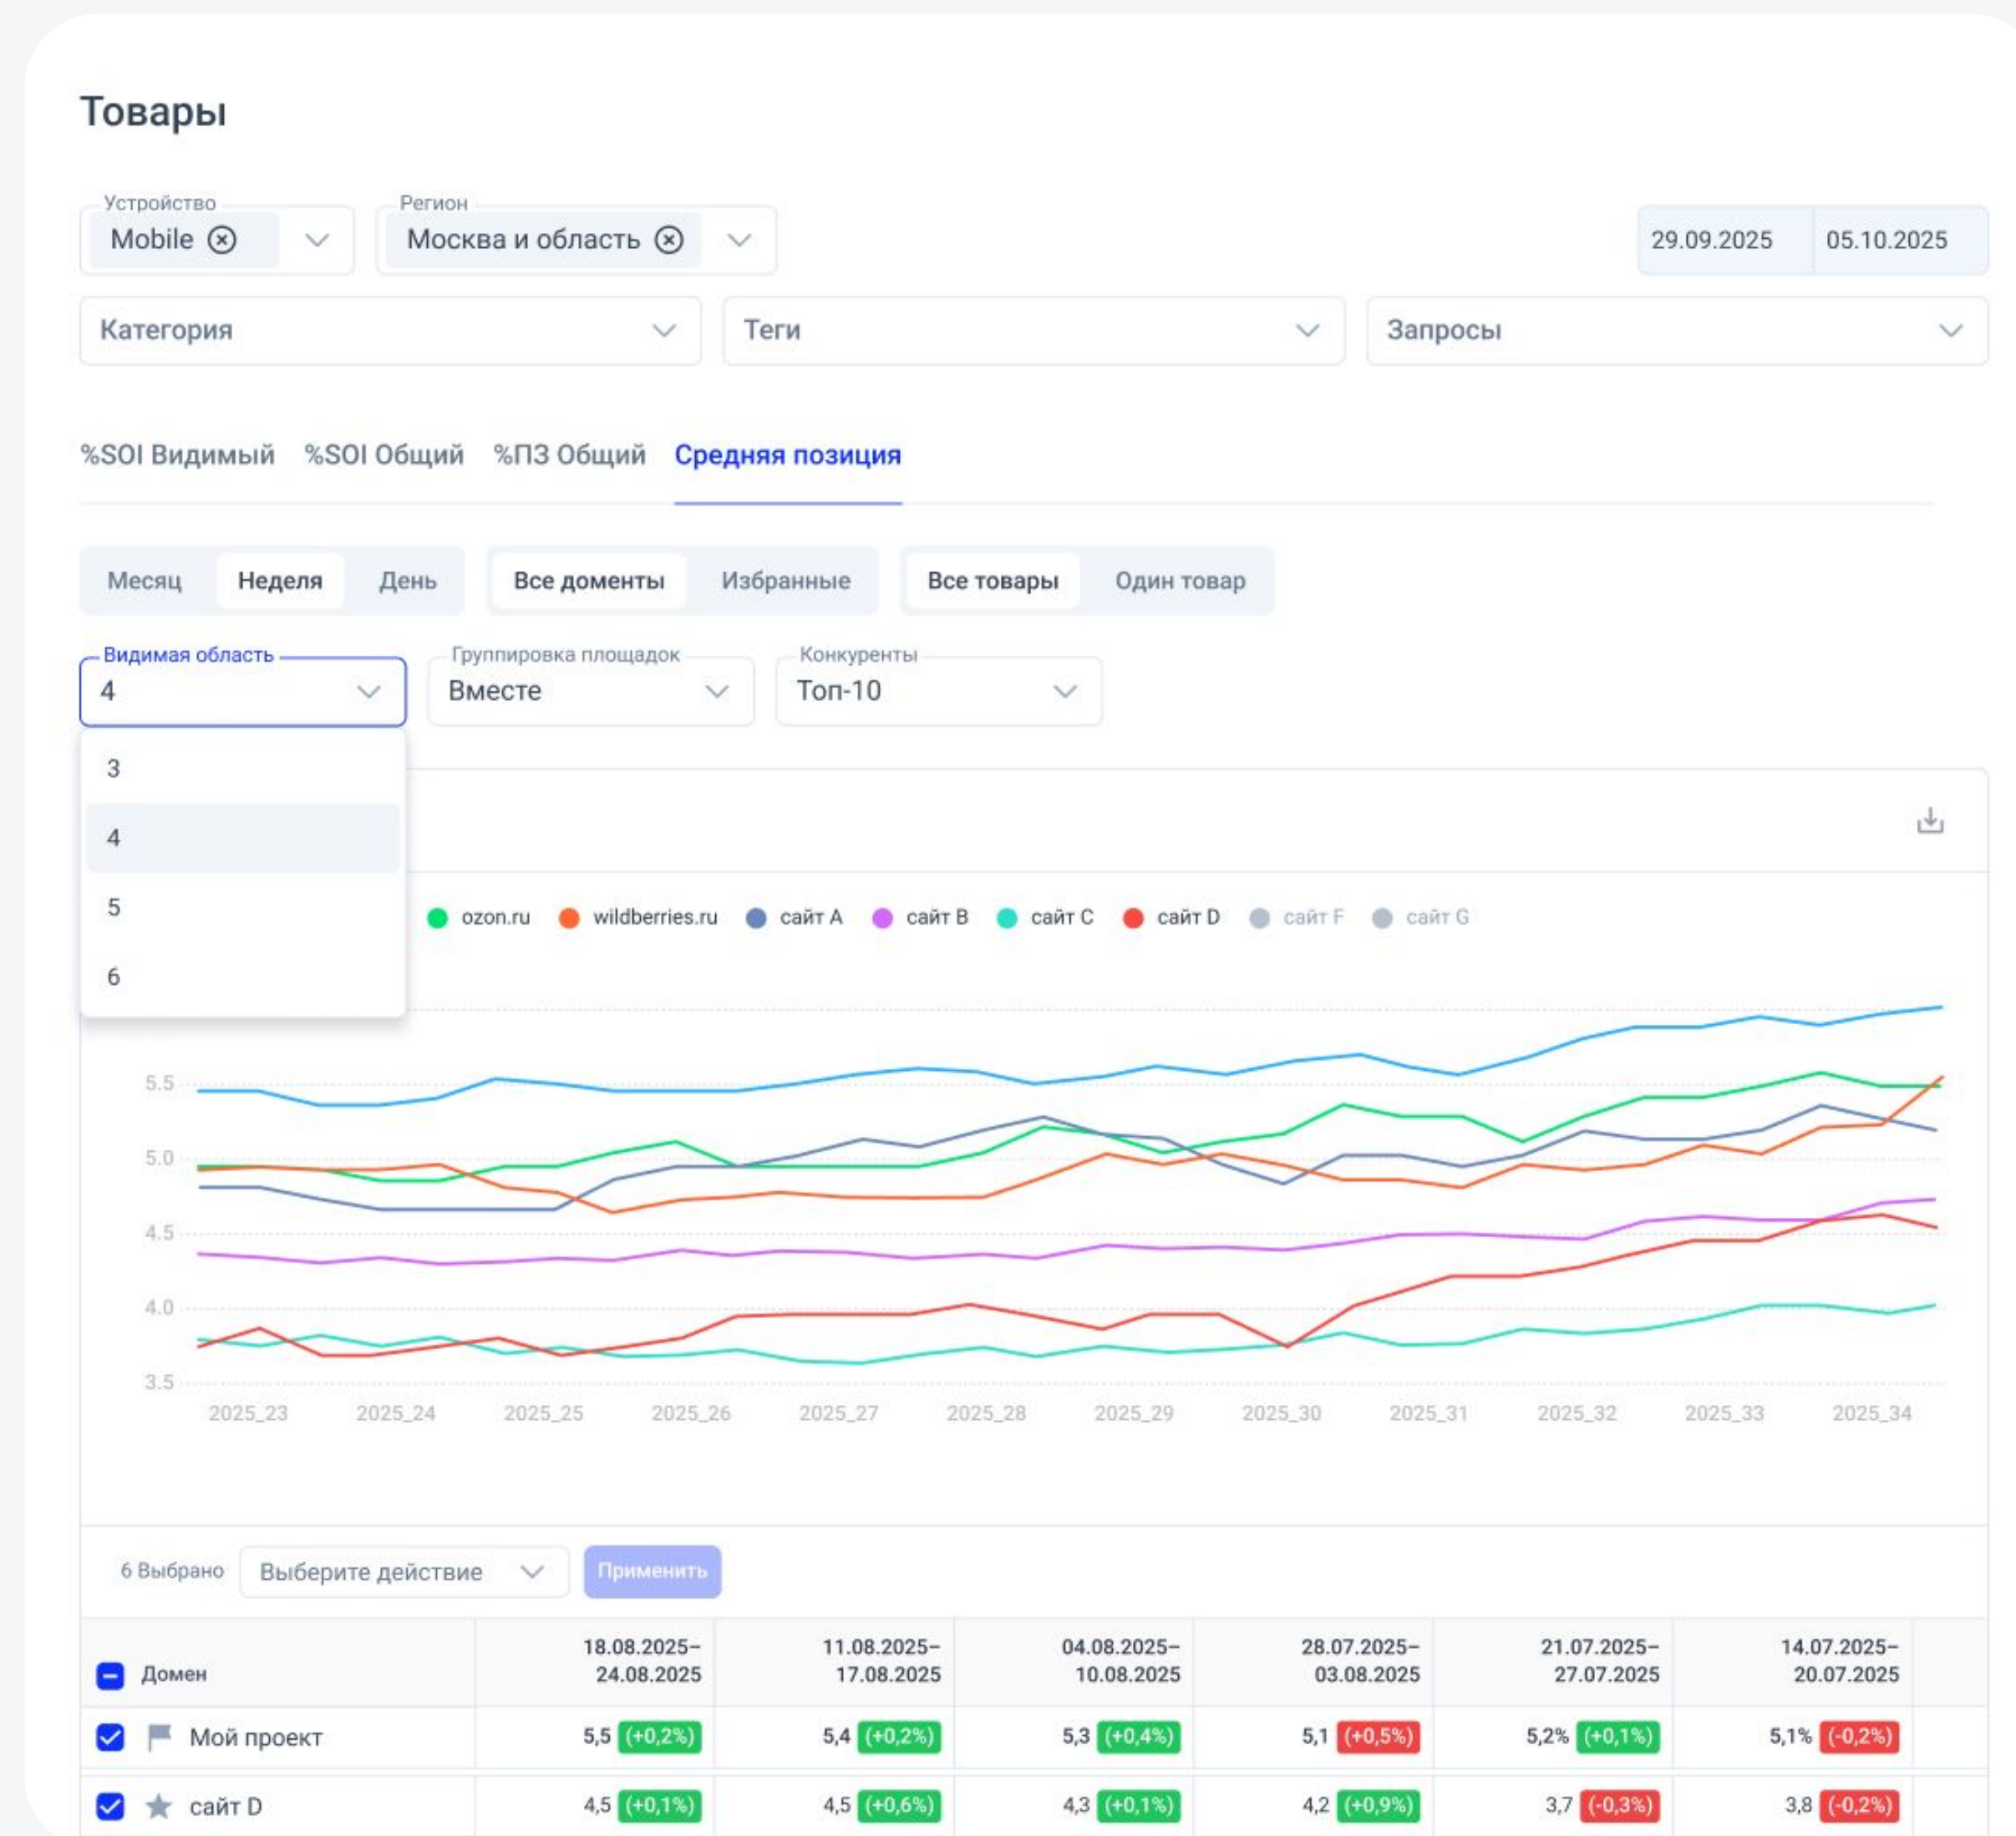 Товары
Устройство
Mobile
Регион
Москва и область
29.09.2025 05.10.2025
Категория
Теги
Запросы
%SOI Видимый %SOI Общий %ПЗ Общий Средняя позиция
Месяц Неделя День
Все доменты Избранные
Все товары Один товар
Видимая область
4
Группировка площадок
Вместе
Конкуренты
Топ-10
3
4
5
6
ozon.ru wildberries.ru сайт A сайт B сайт C сайт D сайт F сайт G
5.5
5.0
4.5
4.0
3.5
2025_23 2025_24 2025_25 2025_26 2025_27 2025_28 2025_29 2025_30 2025_31 2025_32 2025_33 2025_34
6 Выбрано Выберите действие Применить
Домен
18.08.2025–
24.08.2025
11.08.2025–
17.08.2025
04.08.2025–
10.08.2025
28.07.2025–
03.08.2025
21.07.2025–
27.07.2025
14.07.2025–
20.07.2025
Мой проект 5,5 (+0,2%) 5,4 (+0,2%) 5,3 (+0,4%) 5,1 (+0,5%) 5,2% (+0,1%) 5,1% (-0,2%)
сайт D 4,5 (+0,1%) 4,5 (+0,6%) 4,3 (+0,1%) 4,2 (+0,9%) 3,7 (-0,3%) 3,8 (-0,2%)